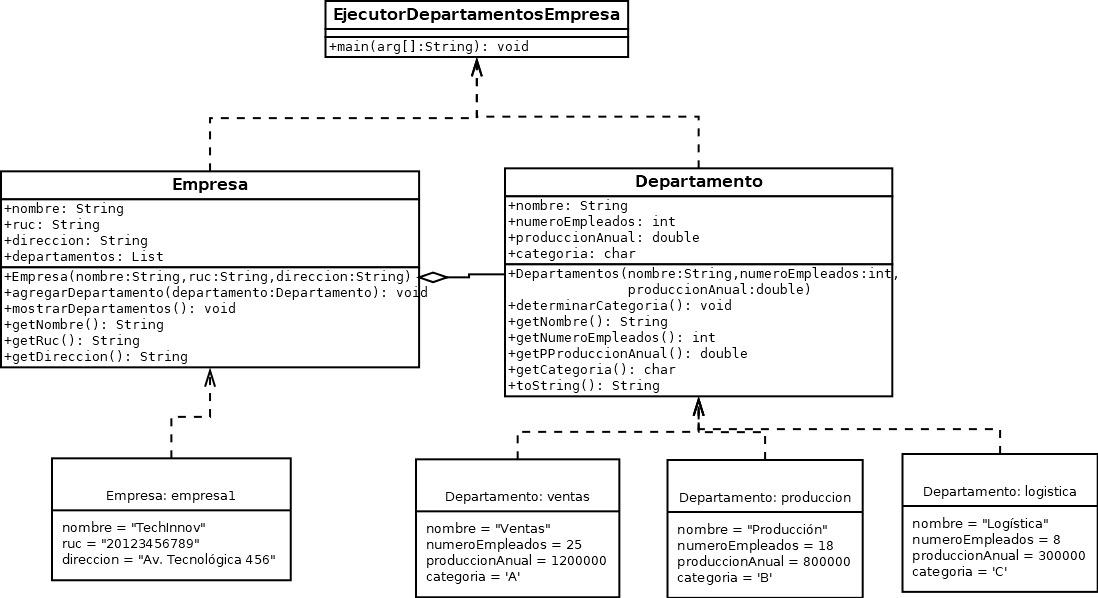 EjecutorDepartamentosEmpresa
+main(arg[]:String): void
Empresa
+nombre: String
+ruc: String
+direccion: String
+departamentos: List
+Empresa(nombre:String,ruc:String,direccion:String)
+agregarDepartamento(departamento:Departamento): void
+mostrarDepartamentos(): void
+getNombre(): String
+getRuc(): String
+getDireccion(): String
Departamento
+nombre: String
+numeroEmpleados: int
+produccionAnual: double
+categoria: char
+Departamentos(nombre:String,numeroEmpleados:int,
produccionAnual:double)
+determinarCategoria(): void
+getNombre(): String
+getNumeroEmpleados(): int
+getPProduccionAnual(): double
+getCategoria(): char
+toString(): String
Empresa: empresa1
nombre = "TechInnov"
ruc = "20123456789"
direccion = "Av. Tecnológica 456"
Departamento: ventas
nombre = "Ventas"
numeroEmpleados = 25
produccionAnual = 1200000
categoria = 'A'
Departamento: produccion
nombre = "Producción"
numeroEmpleados = 18
produccionAnual = 800000
categoria = 'B'
Departamento: logistica
nombre = "Logística"
numeroEmpleados = 8
produccionAnual = 300000
categoria = 'C'